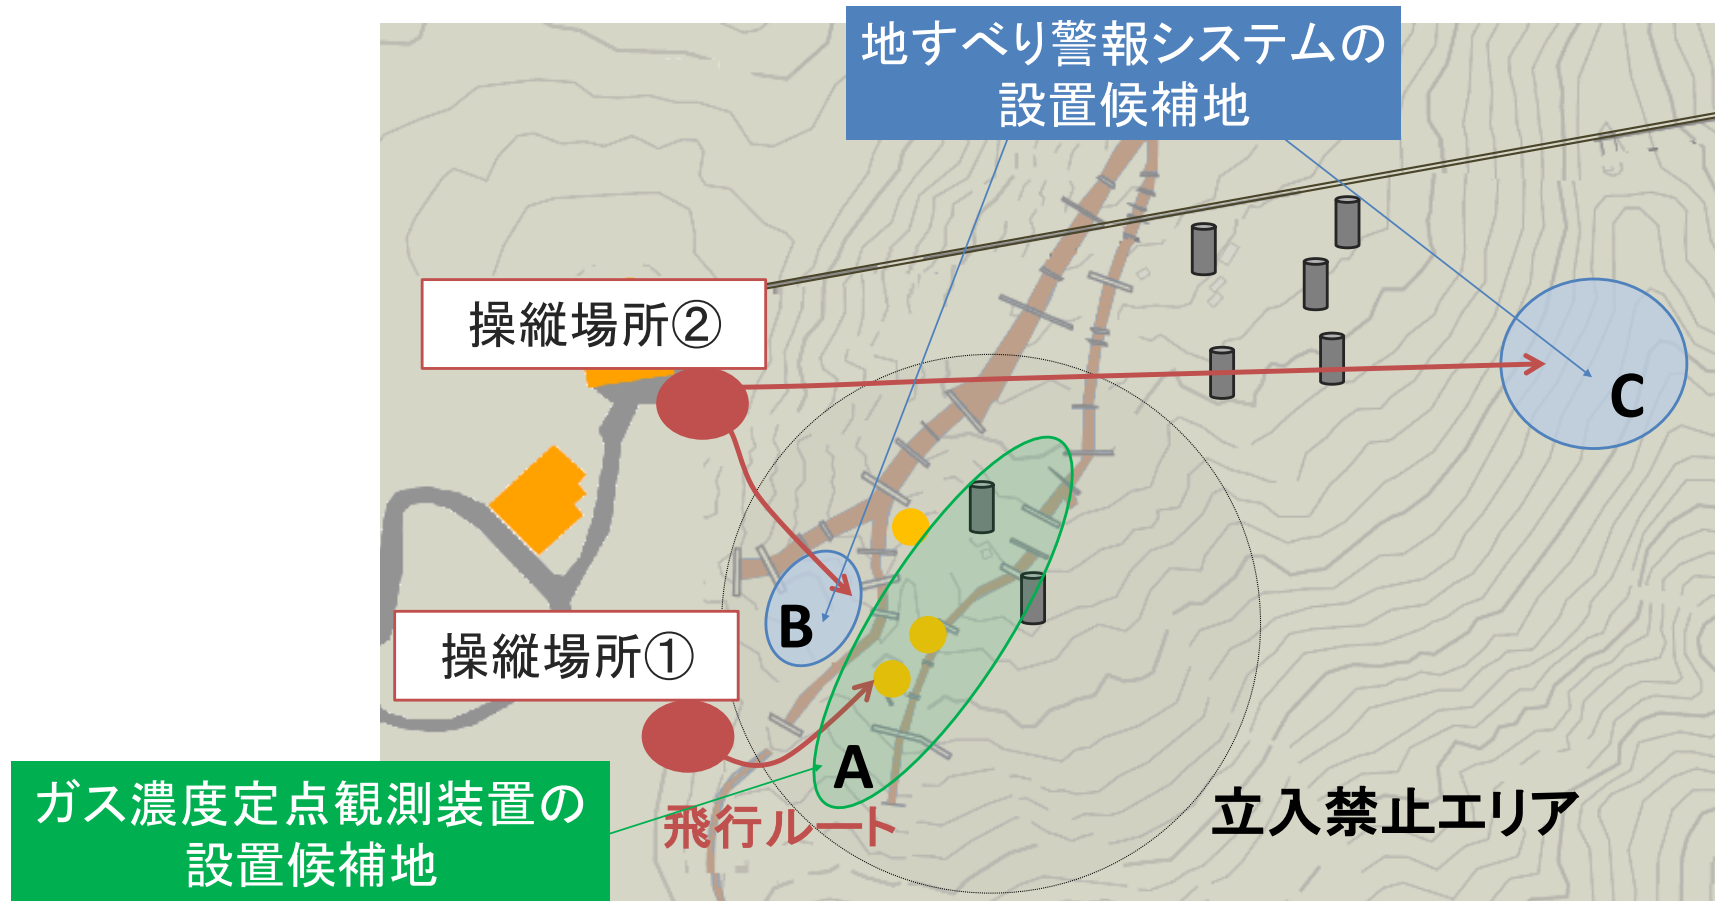 地すべり警報システムの
設置候補地
操縦場所②
C
B
操縦場所①
A
ガス濃度定点観測装置の
設置候補地
飛行ルート
立入禁止エリア